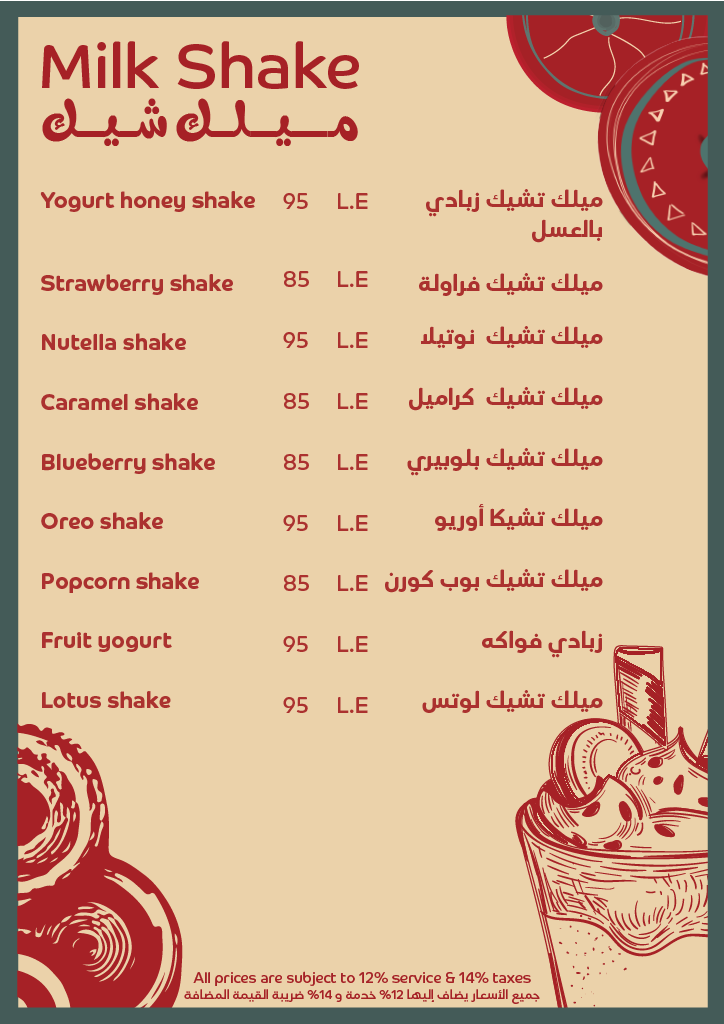 Milk Shake
ميلك شيك
Yogurt honey shake 95 L.E ميلك تشيك زبادي
بالعسل
Strawberry shake 85 L.E ميلك تشيك فراولة
Nutella shake 95 L.E ميلك تشيك نوتيلا
Caramel shake 85 L.E ميلك تشيك كراميل
Blueberry shake 85 L.E ميلك تشيك بلوبيري
Oreo shake 95 L.E ميلك تشيكا أوريو
Popcorn shake 85 L.E ميلك تشيك بوب كورن
Fruit yogurt 95 L.E زبادي فواكه
Lotus shake 95 L.E ميلك تشيك لوتس
All prices are subject to 12% service & 14% taxes
جميع الأسعار يضاف إليها 12% خدمة و 14% ضريبة القيمة المضافة